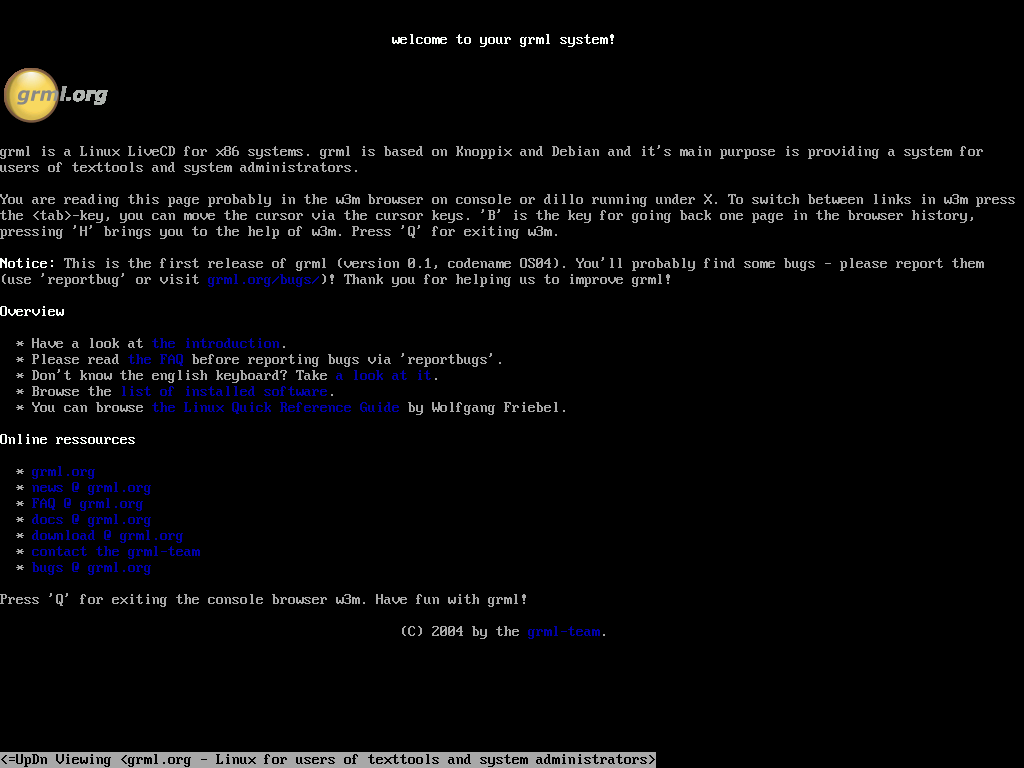 welcome to your grml system!
grml.org
grml is a Linux LiveCD for x86 systems. grml is based on Knoppix and Debian and it's main purpose is providing a system for
users of texttools and system administrators.
You are reading this page probably in the w3m browser on console or dillo running under X. To switch between links in w3m press
the <tab>-key, you can move the cursor via the cursor keys. 'B' is the key for going back one page in the browser history,
pressing 'H' brings you to the help of w3m. Press 'Q' for exiting w3m.
Notice: This is the first release of grml (version 0.1, codename OS04). You'll probably find some bugs - please report them
(use 'reportbug' or visit grml.org/bugs/)! Thank you for helping us to improve grml!
Overview
* Have a look at the introduction.
* Please read the FAQ before reporting bugs via 'reportbugs'.
* Don't know the english keyboard? Take a look at it.
* Browse the list of installed software.
* You can browse the Linux Quick Reference Guide by Wolfgang Friebel.
Online ressources
* grml.org
* news @ grml.org
* FAQ @ grml.org
* docs @ grml.org
* download @ grml.org
* contact the grml-team
* bugs @ grml.org
Press 'Q' for exiting the console browser w3m. Have fun with grml!
(C) 2004 by the grml-team.
<=UpDn Viewing <grml.org - Linux for users of texttools and system administrators>